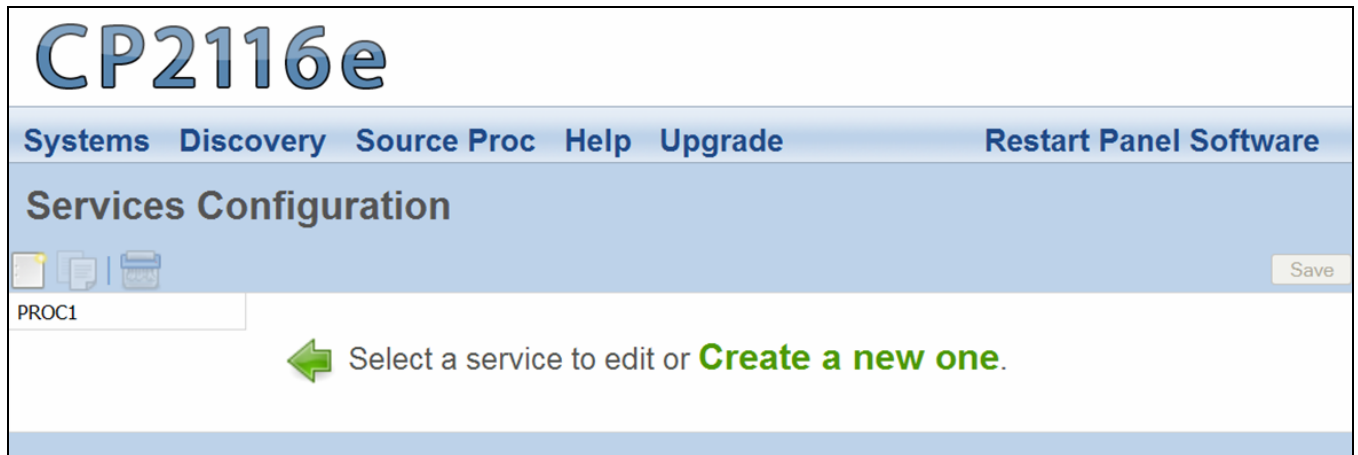 CP2116e
Systems Discovery Source Proc Help Upgrade Restart Panel Software
Services Configuration
Save
PROC1
Select a service to edit or Create a new one.